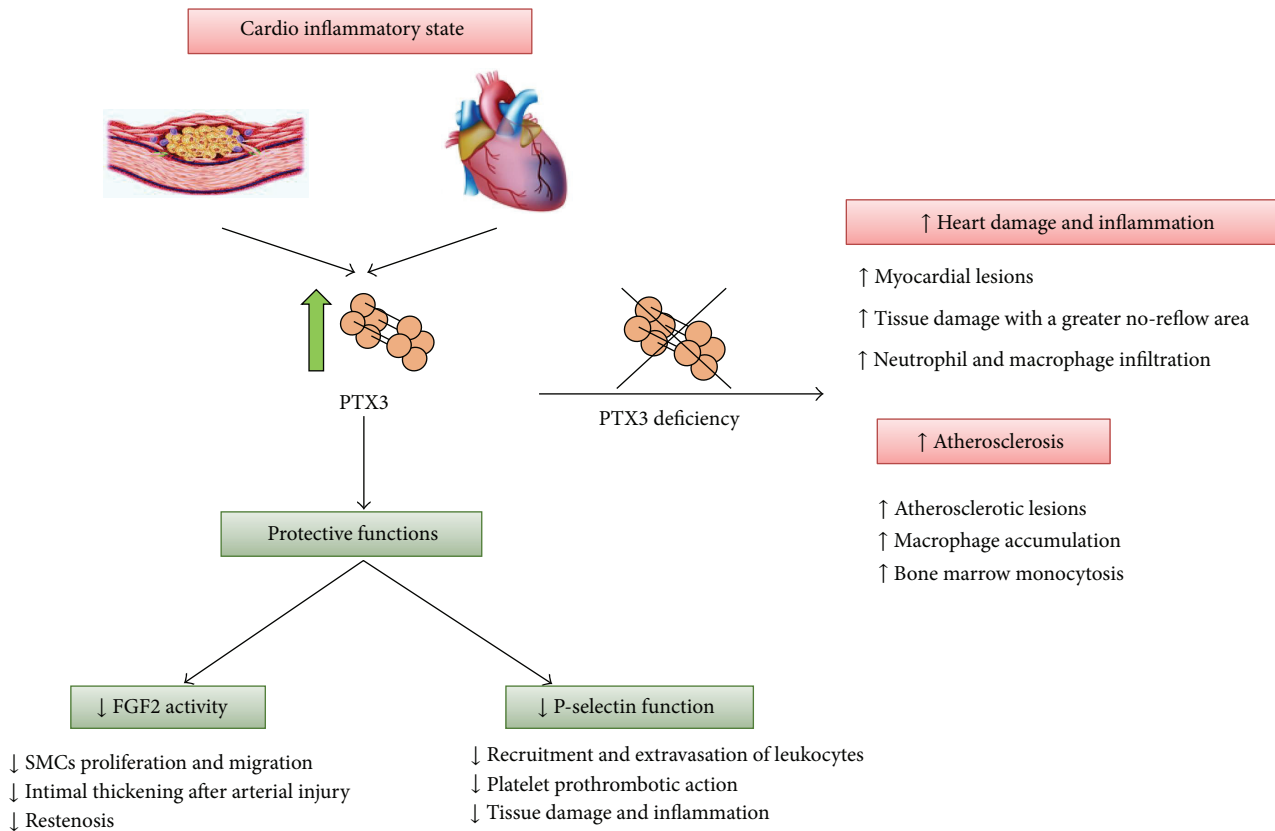 Cardio inflammatory state
PTX3
PTX3 deficiency
↑ Heart damage and inflammation
↑ Myocardial lesions
↑ Tissue damage with a greater no-reflow area
↑ Neutrophil and macrophage infiltration
↑ Atherosclerosis
↑ Atherosclerotic lesions
↑ Macrophage accumulation
↑ Bone marrow monocytosis
Protective functions
↓ FGF2 activity
↓ SMCs proliferation and migration
↓ Intimal thickening after arterial injury
↓ Restenosis
↓ P-selectin function
↓ Recruitment and extravasation of leukocytes
↓ Platelet prothrombotic action
↓ Tissue damage and inflammation